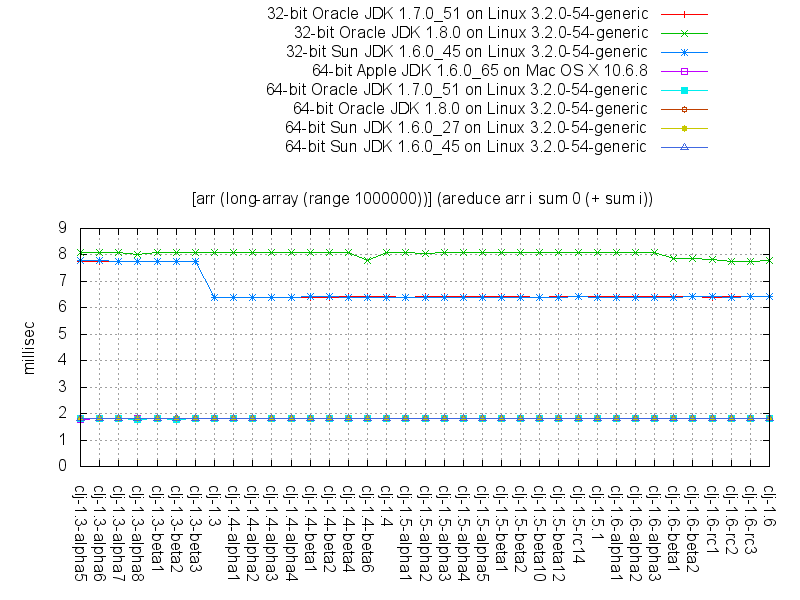 32-bit Oracle JDK 1.7.0_51 on Linux 3.2.0-54-generic
32-bit Oracle JDK 1.8.0 on Linux 3.2.0-54-generic
32-bit Sun JDK 1.6.0_45 on Linux 3.2.0-54-generic
64-bit Apple JDK 1.6.0_65 on Mac OS X 10.6.8
64-bit Oracle JDK 1.7.0_51 on Linux 3.2.0-54-generic
64-bit Oracle JDK 1.8.0 on Linux 3.2.0-54-generic
64-bit Sun JDK 1.6.0_27 on Linux 3.2.0-54-generic
64-bit Sun JDK 1.6.0_45 on Linux 3.2.0-54-generic
[arr (long-array (range 1000000))] (areduce arr i sum 0 (+ sum i))
9
8
7
6
5
4
3
2
1
0
millisec
clj-1.3-alpha5
clj-1.3-alpha6
clj-1.3-alpha7
clj-1.3-alpha8
clj-1.3-beta1
clj-1.3-beta2
clj-1.3-beta3
clj-1.3
clj-1.4-alpha1
clj-1.4-alpha2
clj-1.4-alpha3
clj-1.4-alpha4
clj-1.4-beta1
clj-1.4-beta2
clj-1.4-beta4
clj-1.4-beta6
clj-1.4
clj-1.5-alpha1
clj-1.5-alpha2
clj-1.5-alpha3
clj-1.5-alpha4
clj-1.5-alpha5
clj-1.5-beta1
clj-1.5-beta2
clj-1.5-beta10
clj-1.5-beta12
clj-1.5-rc14
clj-1.5.1
clj-1.6-alpha1
clj-1.6-alpha2
clj-1.6-alpha3
clj-1.6-beta1
clj-1.6-beta2
clj-1.6-rc1
clj-1.6-rc2
clj-1.6-rc3
clj-1.6